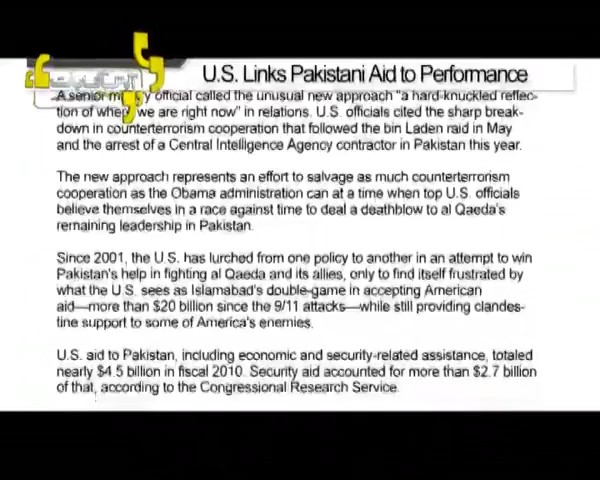 U.S. Links Pakistani Aid to Performance
A senior official called the unusual new approach "a hard-knuckled reflec-
tion of where we are right now" in relations. U.S. officials cited the sharp break-
down in counterterrorism cooperation that followed the bin Laden raid in May
and the arrest of a Central Intelligence Agency contractor in Pakistan this year.
The new approach represents an effort to salvage as much counterterrorism
cooperation as the Obama administration can at a time when top U.S. officials
believe themselves in a race against time to deal a deathblow to al Qaeda's
remaining leadership in Pakistan.
Since 2001, the U.S. has lurched from one policy to another in an attempt to win
Pakistan's help in fighting al Qaeda and its allies, only to find itself frustrated by
what the U.S. sees as Islamabad's double-game in accepting American
aid—more than $20 billion since the 9/11 attacks—while still providing clandes-
tine support to some of America's enemies.
U.S. aid to Pakistan, including economic and security-related assistance, totaled
nearly $4.5 billion in fiscal 2010. Security aid accounted for more than $2.7 billion
of that, according to the Congressional Research Service.